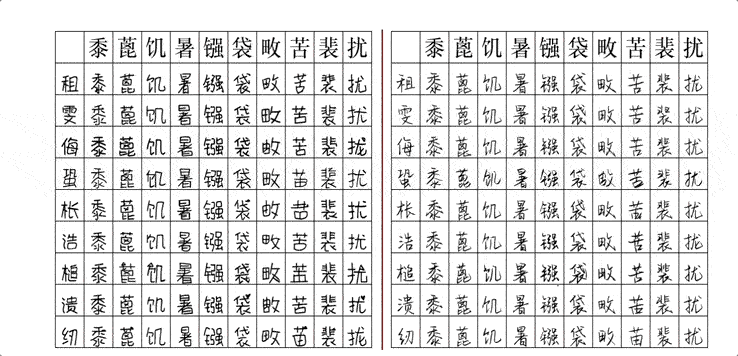 黍 蓖 饥 暑 镪 袋 畋 苦 裴 扰 黍 蓖 饥 暑 镪 袋 畋 苦 裴 扰
租 黍 蓖 饥 暑 镪 袋 畋 苦 裴 扰 租 黍 蓖 饥 暑 镪 袋 畋 苦 裴 扰
雯 黍 蓖 饥 暑 镪 袋 畋 苦 裴 扰 雯 黍 蓖 饥 暑 镪 袋 畋 苦 裴 扰
侮 黍 蓖 饥 暑 镪 袋 畋 苦 裴 扰 侮 黍 蓖 饥 暑 镪 袋 畋 苦 裴 扰
蛩 黍 蓖 饥 暑 镪 袋 畋 苦 裴 扰 蛩 黍 蓖 饥 暑 镪 袋 畋 苦 裴 扰
枨 黍 蓖 饥 暑 镪 袋 畋 苦 裴 扰 枨 黍 蓖 饥 暑 镪 袋 畋 苦 裴 扰
浩 黍 蓖 饥 暑 镪 袋 畋 苦 裴 扰 浩 黍 蓖 饥 暑 镪 袋 畋 苦 裴 扰
槌 黍 蓖 饥 暑 镪 袋 畋 苦 裴 扰 槌 黍 蓖 饥 暑 镪 袋 畋 苦 裴 扰
溃 黍 蓖 饥 暑 镪 袋 畋 苦 裴 扰 溃 黍 蓖 饥 暑 镪 袋 畋 苦 裴 扰
纫 黍 蓖 饥 暑 镪 袋 畋 苦 裴 扰 纫 黍 蓖 饥 暑 镪 袋 畋 苦 裴 扰